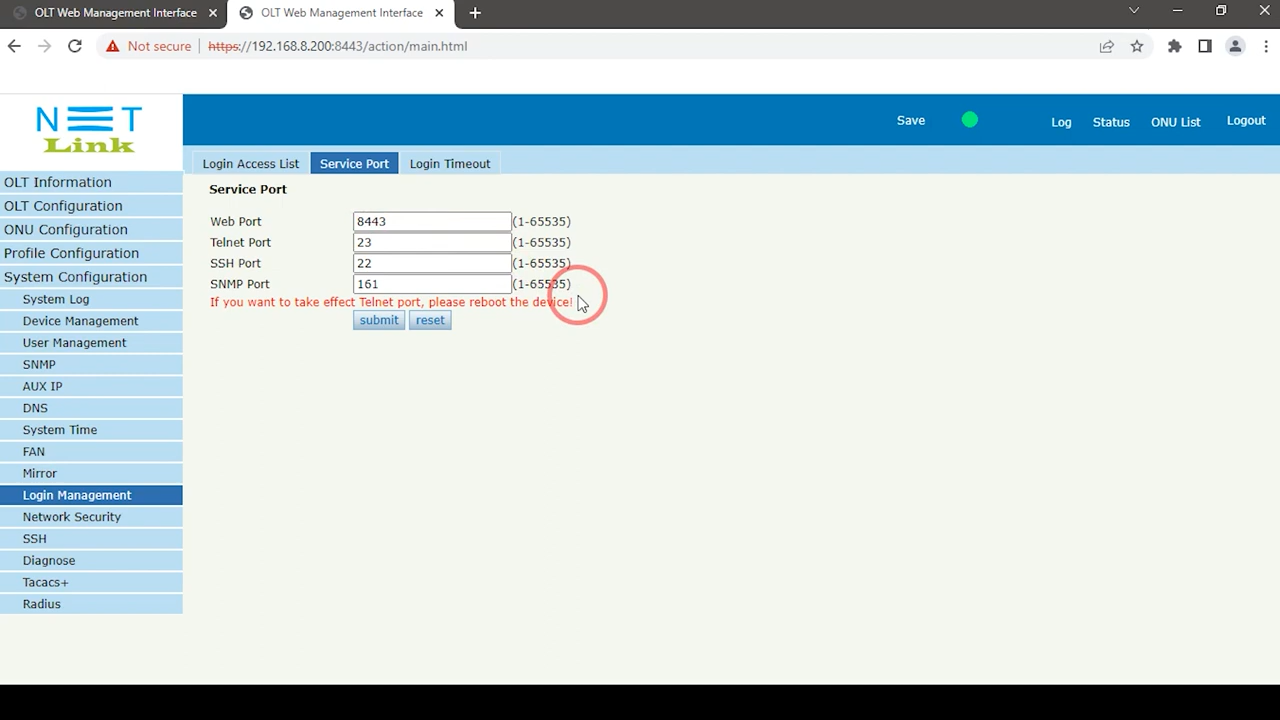 OLT Web Management Interface
OLT Web Management Interface
Not secure
https://192.168.8.200:8443/action/main.html
NET
Link
Save
Log
Status
ONU List
Logout
Login Access List
Service Port
Login Timeout
OLT Information
OLT Configuration
ONU Configuration
Profile Configuration
System Configuration
System Log
Device Management
User Management
SNMP
AUX IP
DNS
System Time
FAN
Mirror
Login Management
Network Security
SSH
Diagnose
Tacacs+
Radius
Service Port
Web Port 8443 (1-65535)
Telnet Port 23 (1-65535)
SSH Port 22 (1-65535)
SNMP Port 161 (1-65535)
If you want to take effect Telnet port, please reboot the device!
submit reset